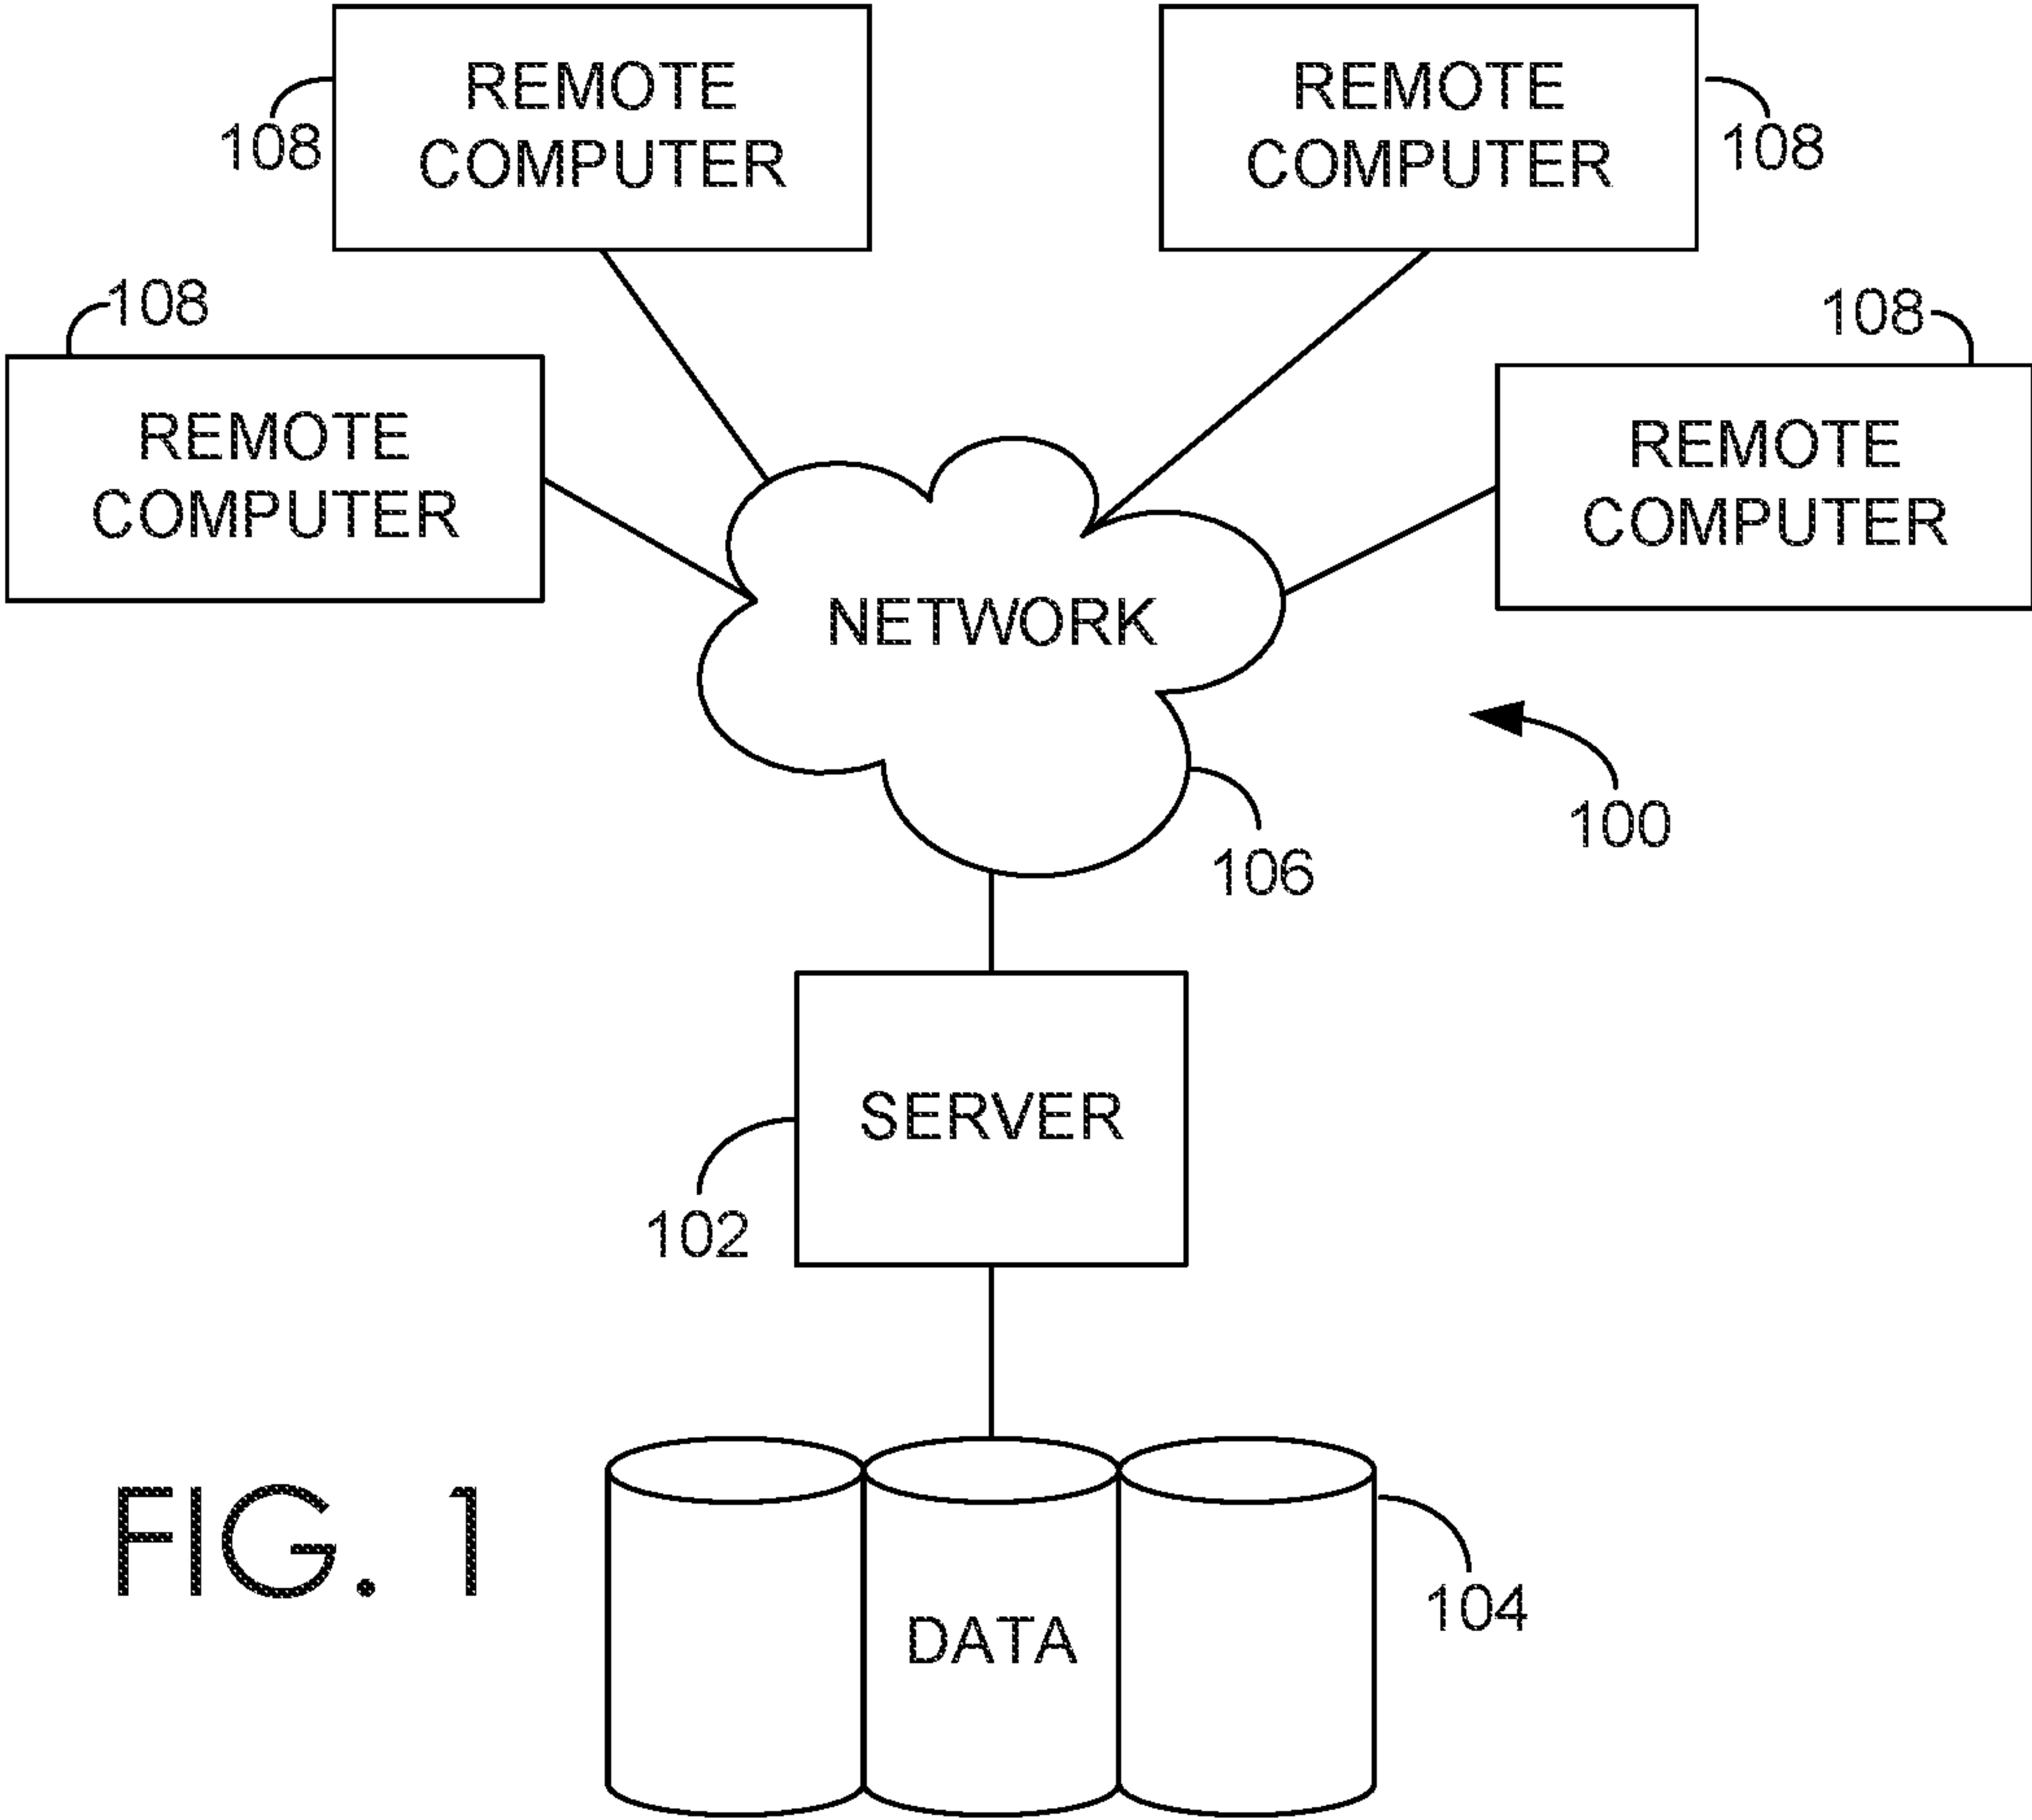 REMOTE
COMPUTER
108
REMOTE
COMPUTER
108
108
REMOTE
COMPUTER
108
REMOTE
COMPUTER
NETWORK
100
106
SERVER
102
FIG. 1
DATA
104